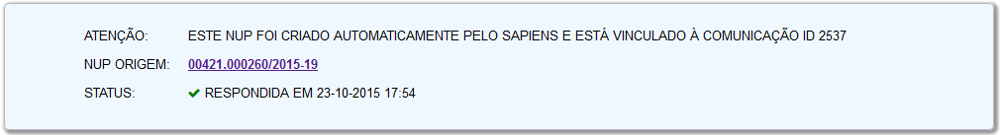 ATENÇÃO: ESTE NUP FOI CRIADO AUTOMATICAMENTE PELO SAPIENS E ESTÁ VINCULADO À COMUNICAÇÃO ID 2537
NUP ORIGEM: 00421.000260/2015-19
STATUS: ✔ RESPONDIDA EM 23-10-2015 17:54